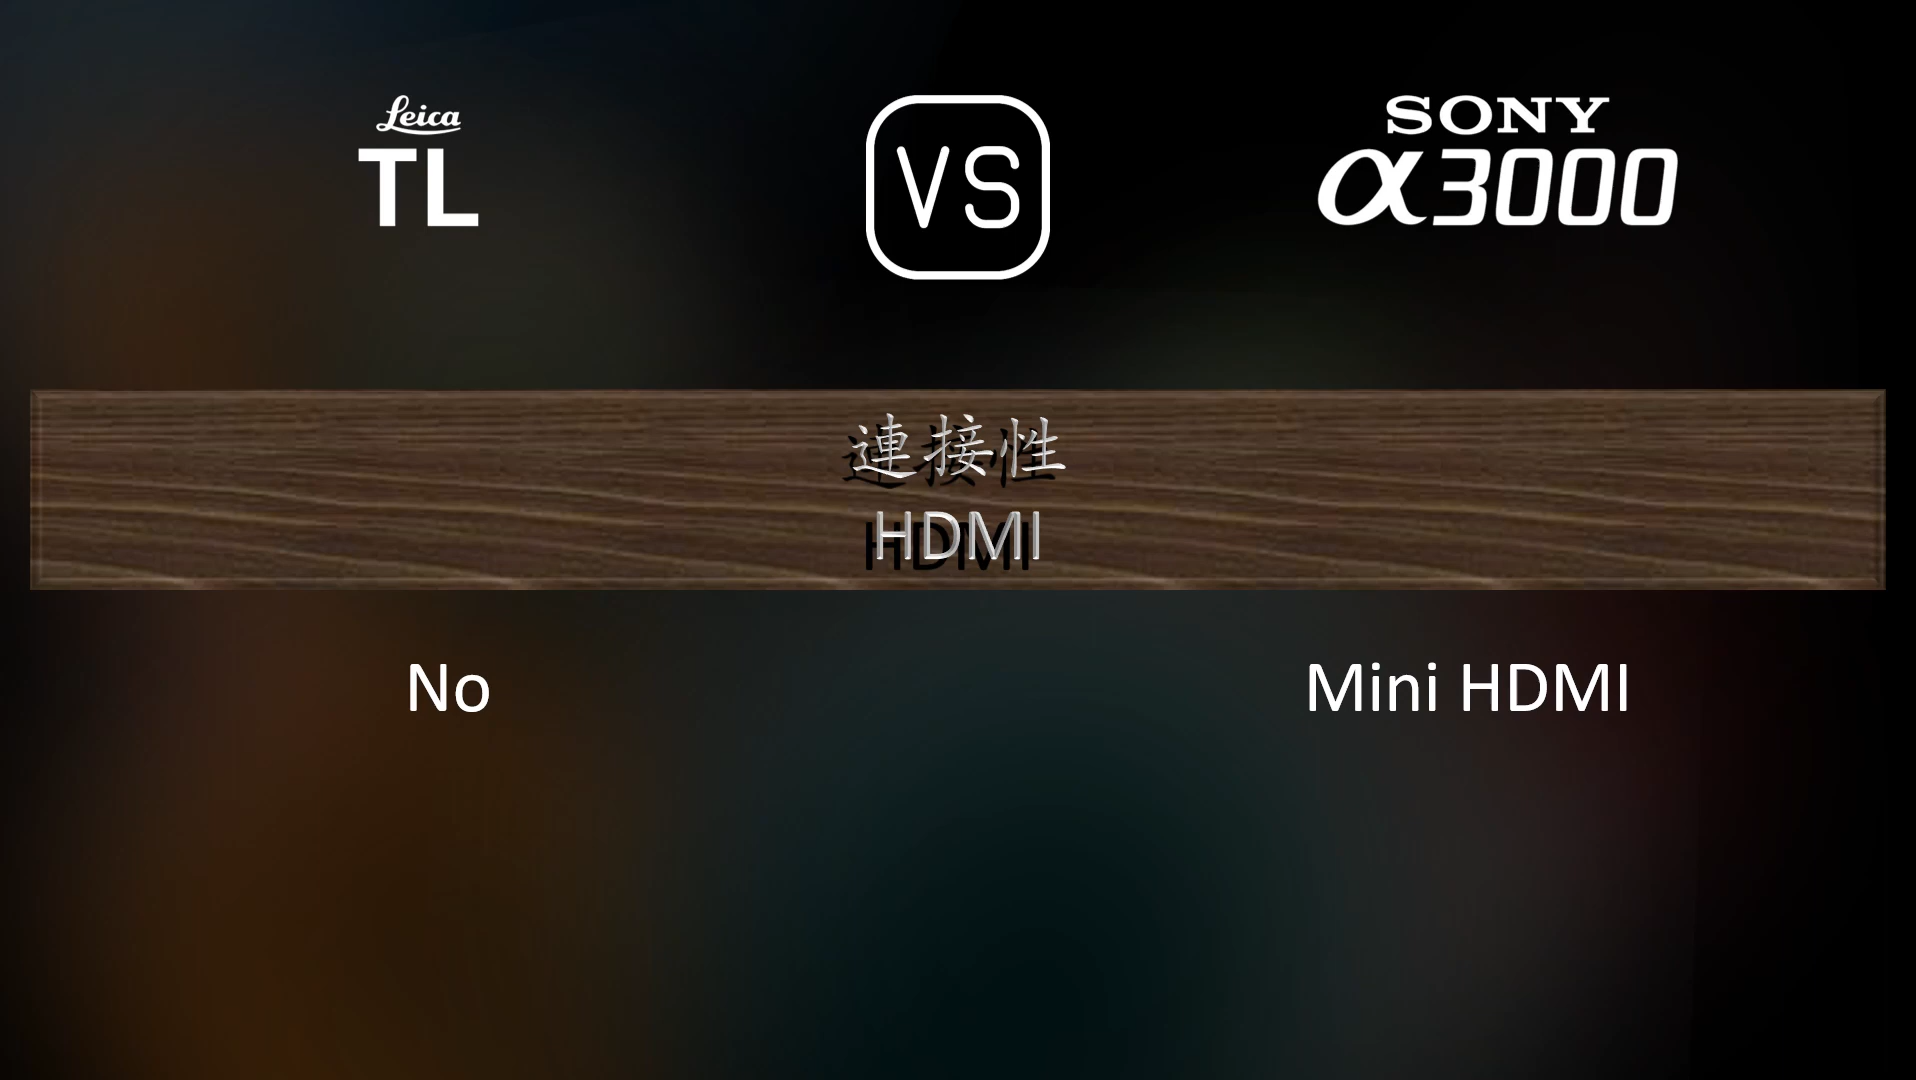 Leica
TL
VS
SONY
α3000
連接性
HDMI
No
Mini HDMI